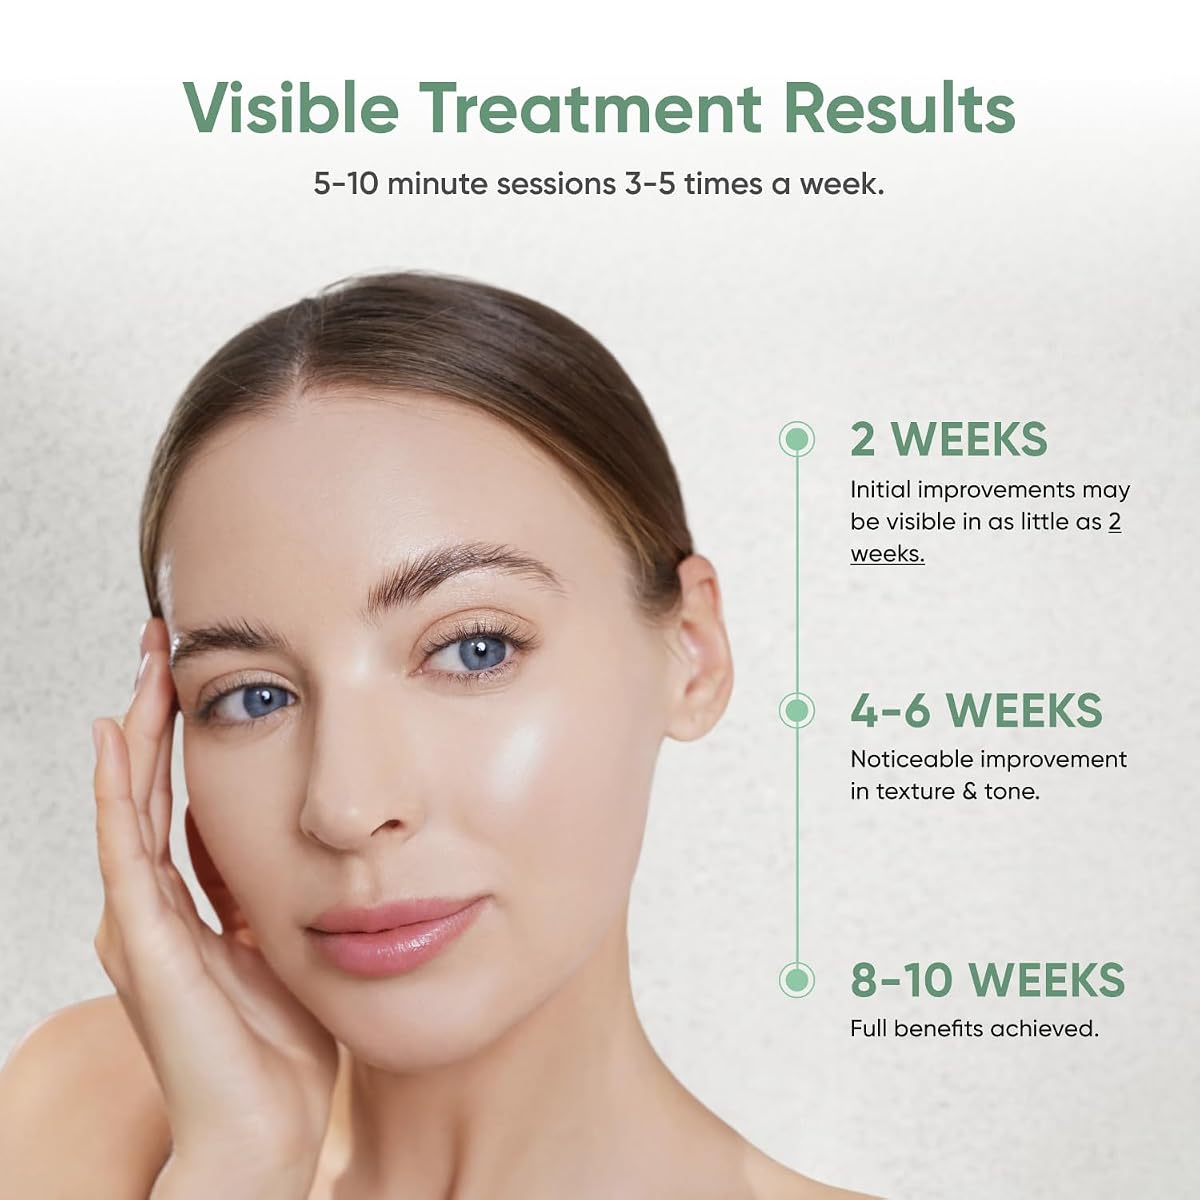 Visible Treatment Results
5-10 minute sessions 3-5 times a week.
2 WEEKS
Initial improvements may
be visible in as little as 2
weeks.
4-6 WEEKS
Noticeable improvement
in texture & tone.
8-10 WEEKS
Full benefits achieved.